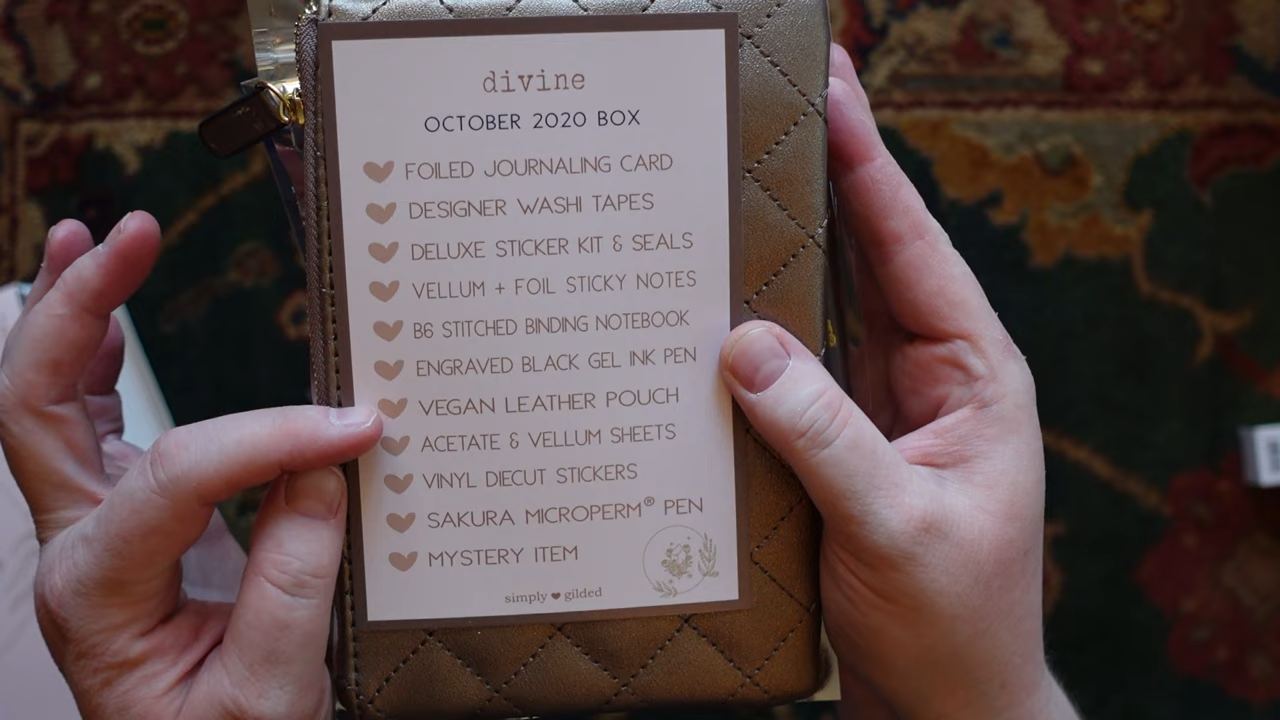 divine
OCTOBER 2020 BOX
FOILED JOURNALING CARD
DESIGNER WASHI TAPES
DELUXE STICKER KIT & SEALS
VELLUM + FOIL STICKY NOTES
B6 STITCHED BINDING NOTEBOOK
ENGRAVED BLACK GEL INK PEN
VEGAN LEATHER POUCH
ACETATE & VELLUM SHEETS
VINYL DIECUT STICKERS
SAKURA MICROPERM® PEN
MYSTERY ITEM
simply ♥ gilded